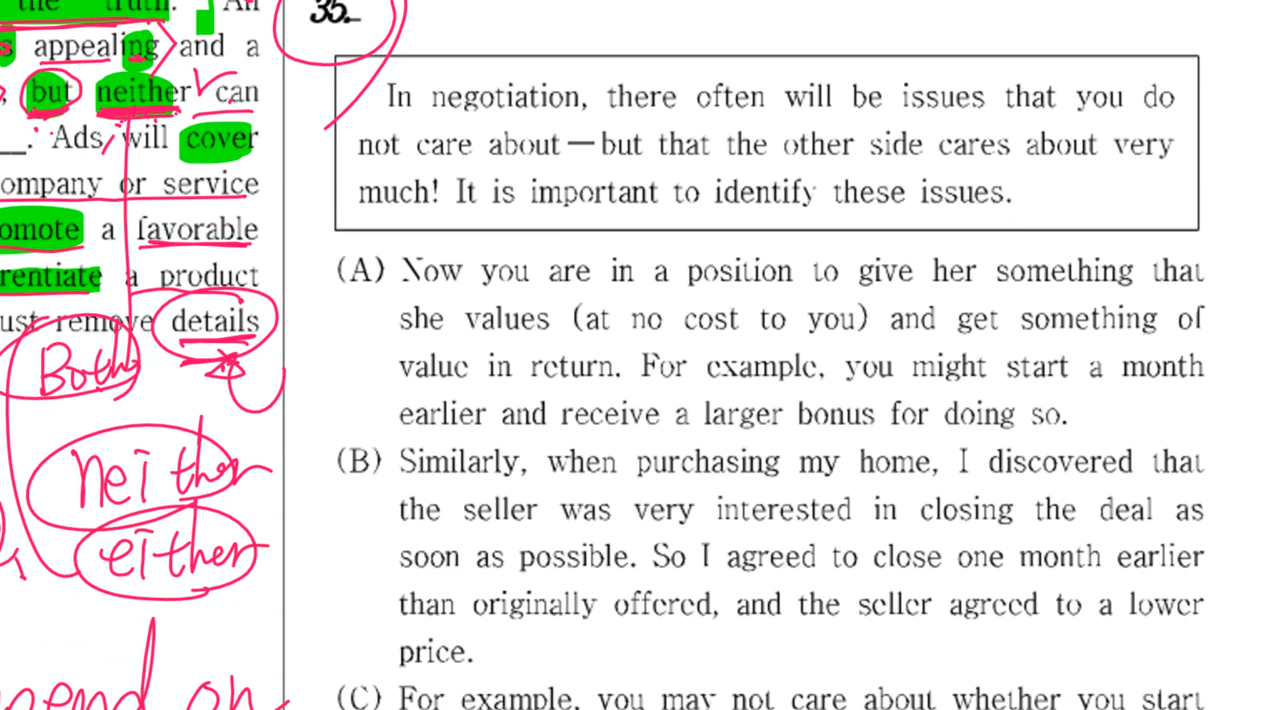 the truth. An
appealing and a
but neither can
Ads will cover
ompany or service
omote a favorable
rentiate a product
ust remove details
Both
neither
either
pend on
35.
In negotiation, there often will be issues that you do
not care about—but that the other side cares about very
much! It is important to identify these issues.
(A) Now you are in a position to give her something that
she values (at no cost to you) and get something of
value in return. For example, you might start a month
earlier and receive a larger bonus for doing so.
(B) Similarly, when purchasing my home, I discovered that
the seller was very interested in closing the deal as
soon as possible. So I agreed to close one month earlier
than originally offered, and the seller agreed to a lower
price.
(C) For example, you may not care about whether you start